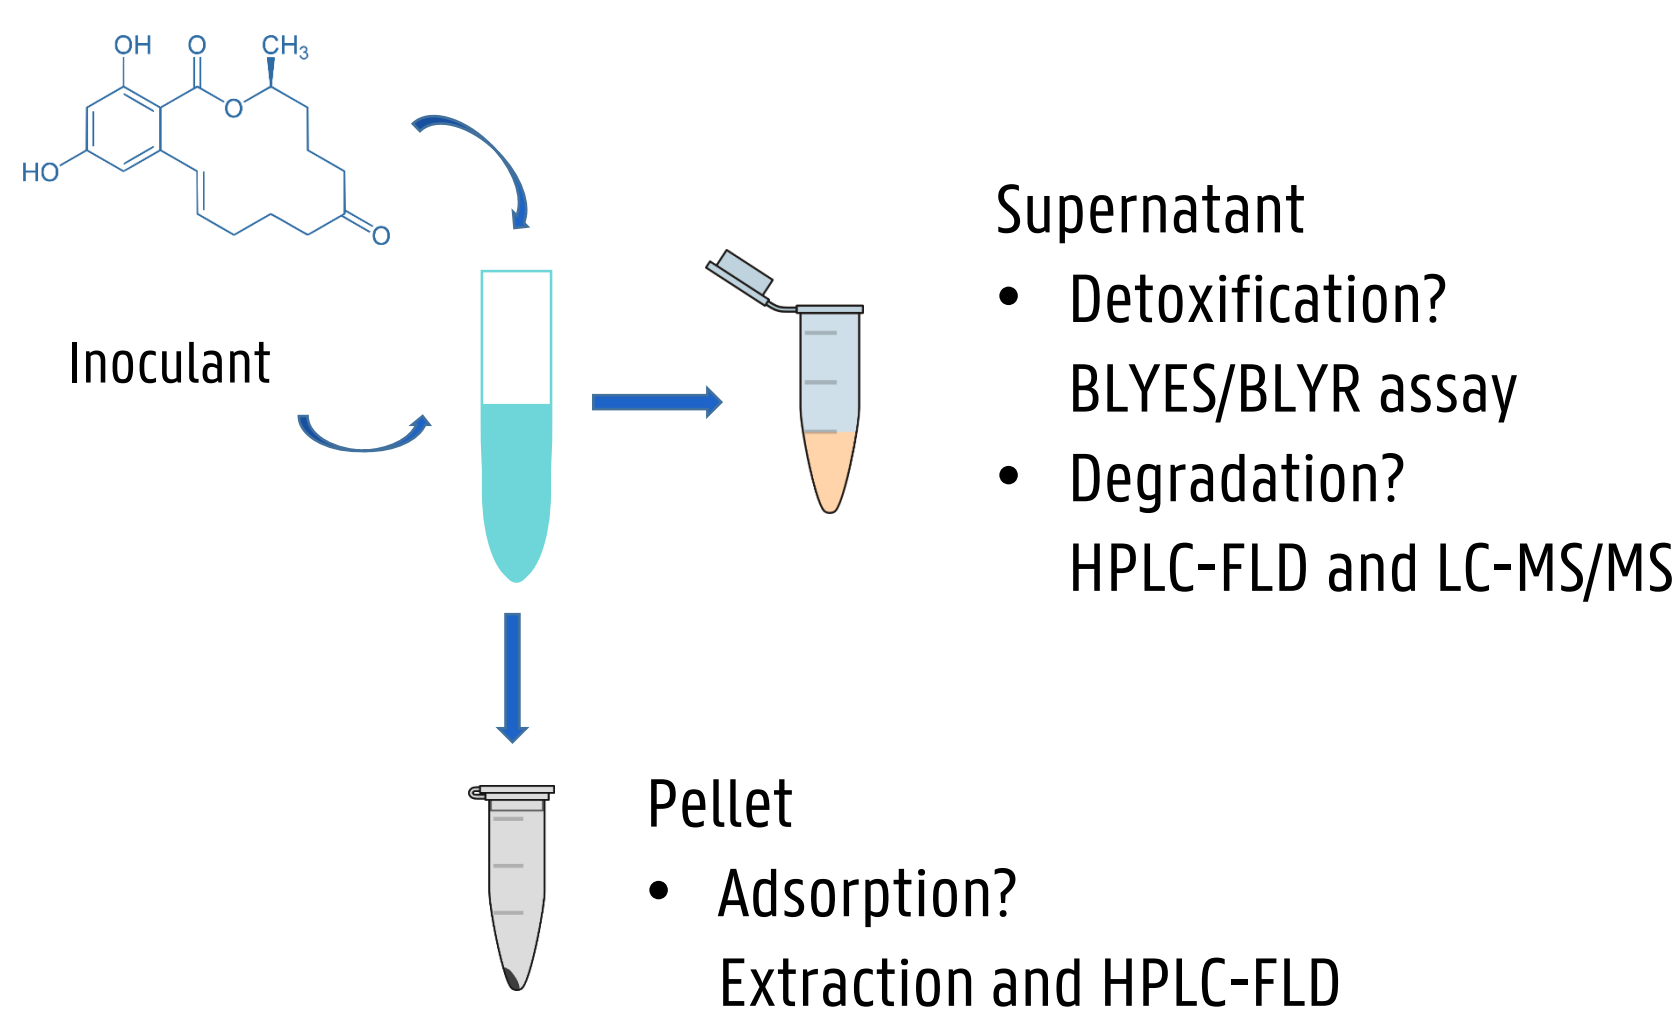 OH
O
CH3
O
HO
O
Inoculant
Supernatant
• Detoxification?
BLYES/BLYR assay
• Degradation?
HPLC-FLD and LC-MS/MS
Pellet
• Adsorption?
Extraction and HPLC-FLD